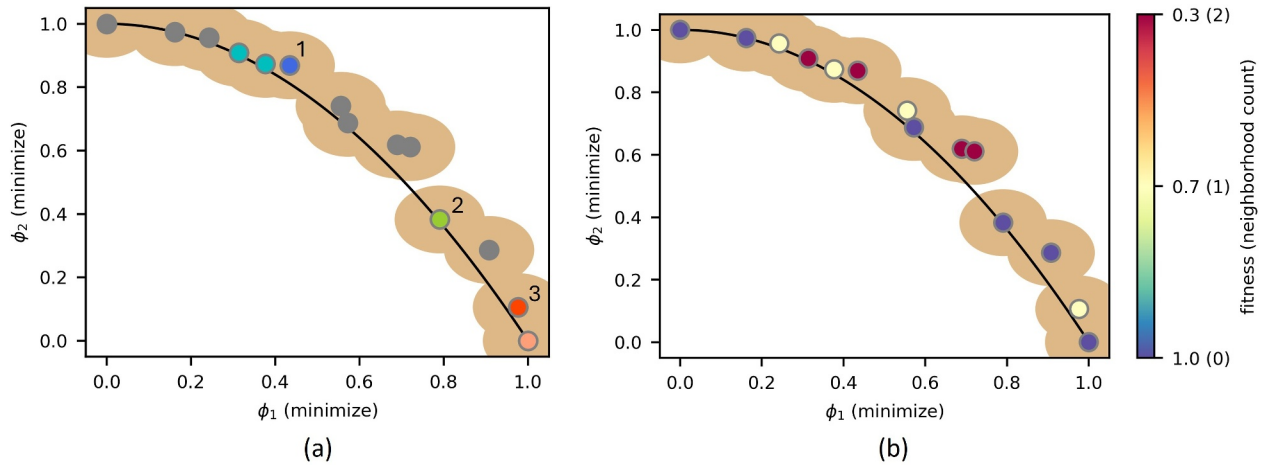 1.0
0.8
0.6
0.4
0.2
0.0
ϕ2 (minimize)
1
2
3
0.0 0.2 0.4 0.6 0.8 1.0
ϕ1 (minimize)
(a)
1.0
0.8
0.6
0.4
0.2
0.0
ϕ2 (minimize)
0.0 0.2 0.4 0.6 0.8 1.0
ϕ1 (minimize)
(b)
0.3 (2)
0.7 (1)
1.0 (0)
fitness (neighborhood count)